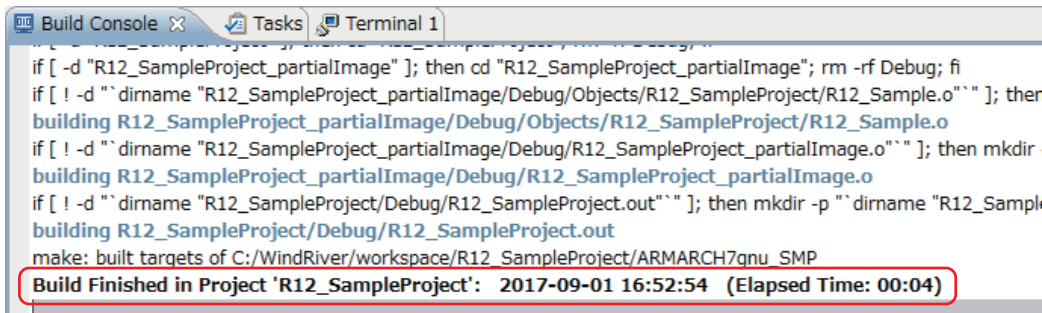 Build Console Tasks Terminal 1
if [ -d "R12_SampleProject_partialImage" ]; then cd "R12_SampleProject_partialImage"; rm -rf Debug; fi
if [ ! -d "`dirname "R12_SampleProject_partialImage/Debug/Objects/R12_SampleProject/R12_Sample.o"`" ]; then
building R12_SampleProject_partialImage/Debug/Objects/R12_SampleProject/R12_Sample.o
if [ ! -d "`dirname "R12_SampleProject_partialImage/Debug/R12_SampleProject_partialImage.o"`" ]; then mkdir -
building R12_SampleProject_partialImage/Debug/R12_SampleProject_partialImage.o
if [ ! -d "`dirname "R12_SampleProject/Debug/R12_SampleProject.out"`" ]; then mkdir -p "`dirname "R12_Sample
building R12_SampleProject/Debug/R12_SampleProject.out
make: built targets of C:/WindRiver/workspace/R12_SampleProject/ARMARCH7gnu_SMP
Build Finished in Project 'R12_SampleProject': 2017-09-01 16:52:54 (Elapsed Time: 00:04)